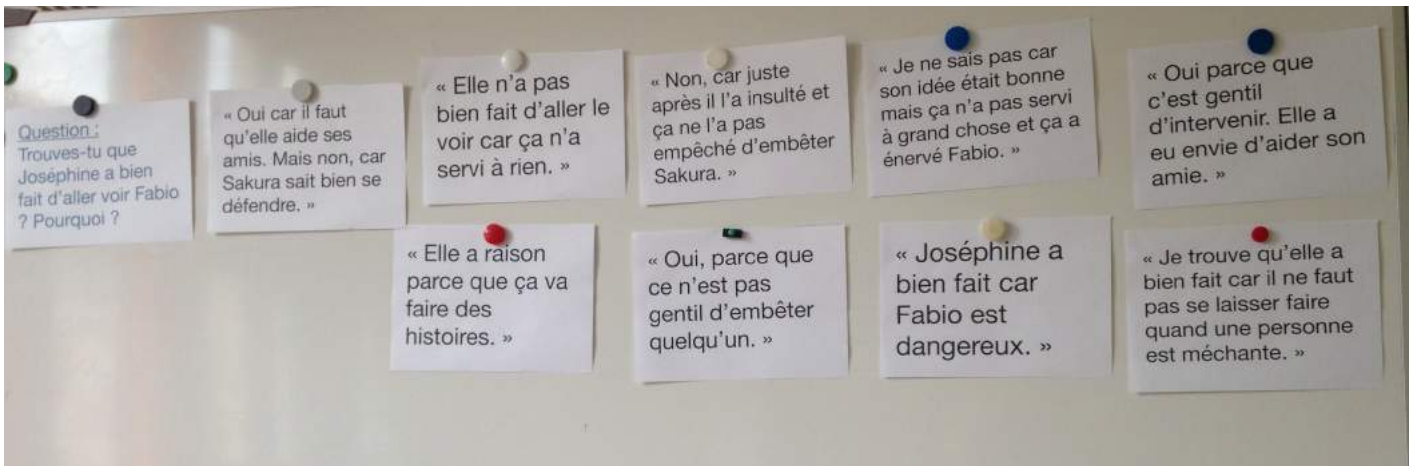 Question :
Trouves-tu que
Joséphine a bien
fait d'aller voir Fabio
? Pourquoi ?
« Oui car il faut
qu'elle aide ses
amis. Mais non, car
Sakura sait bien se
défendre. »
« Elle n'a pas
bien fait d'aller le
voir car ça n'a
servi à rien. »
« Non, car juste
après il l'a insulté et
ça ne l'a pas
empêché d'embêter
Sakura. »
« Je ne sais pas car
son idée était bonne
mais ça n'a pas servi
à grand chose et ça a
énervé Fabio. »
« Oui parce que
c'est gentil
d'intervenir. Elle a
eu envie d'aider son
amie. »
« Elle a raison
parce que ça va
faire des
histoires. »
« Oui, parce que
ce n'est pas
gentil d'embêter
quelqu'un. »
« Joséphine a
bien fait car
Fabio est
dangereux. »
« Je trouve qu'elle a
bien fait car il ne faut
pas se laisser faire
quand une personne
est méchante. »